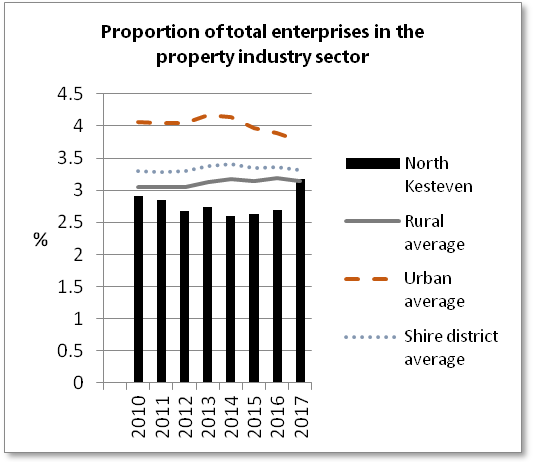 Proportion of total enterprises in the
property industry sector
4.5
4
3.5
3
2.5
2
1.5
1
0.5
0
%
2010
2011
2012
2013
2014
2015
2016
2017
North
Kesteven
Rural
average
Urban
average
Shire district
average